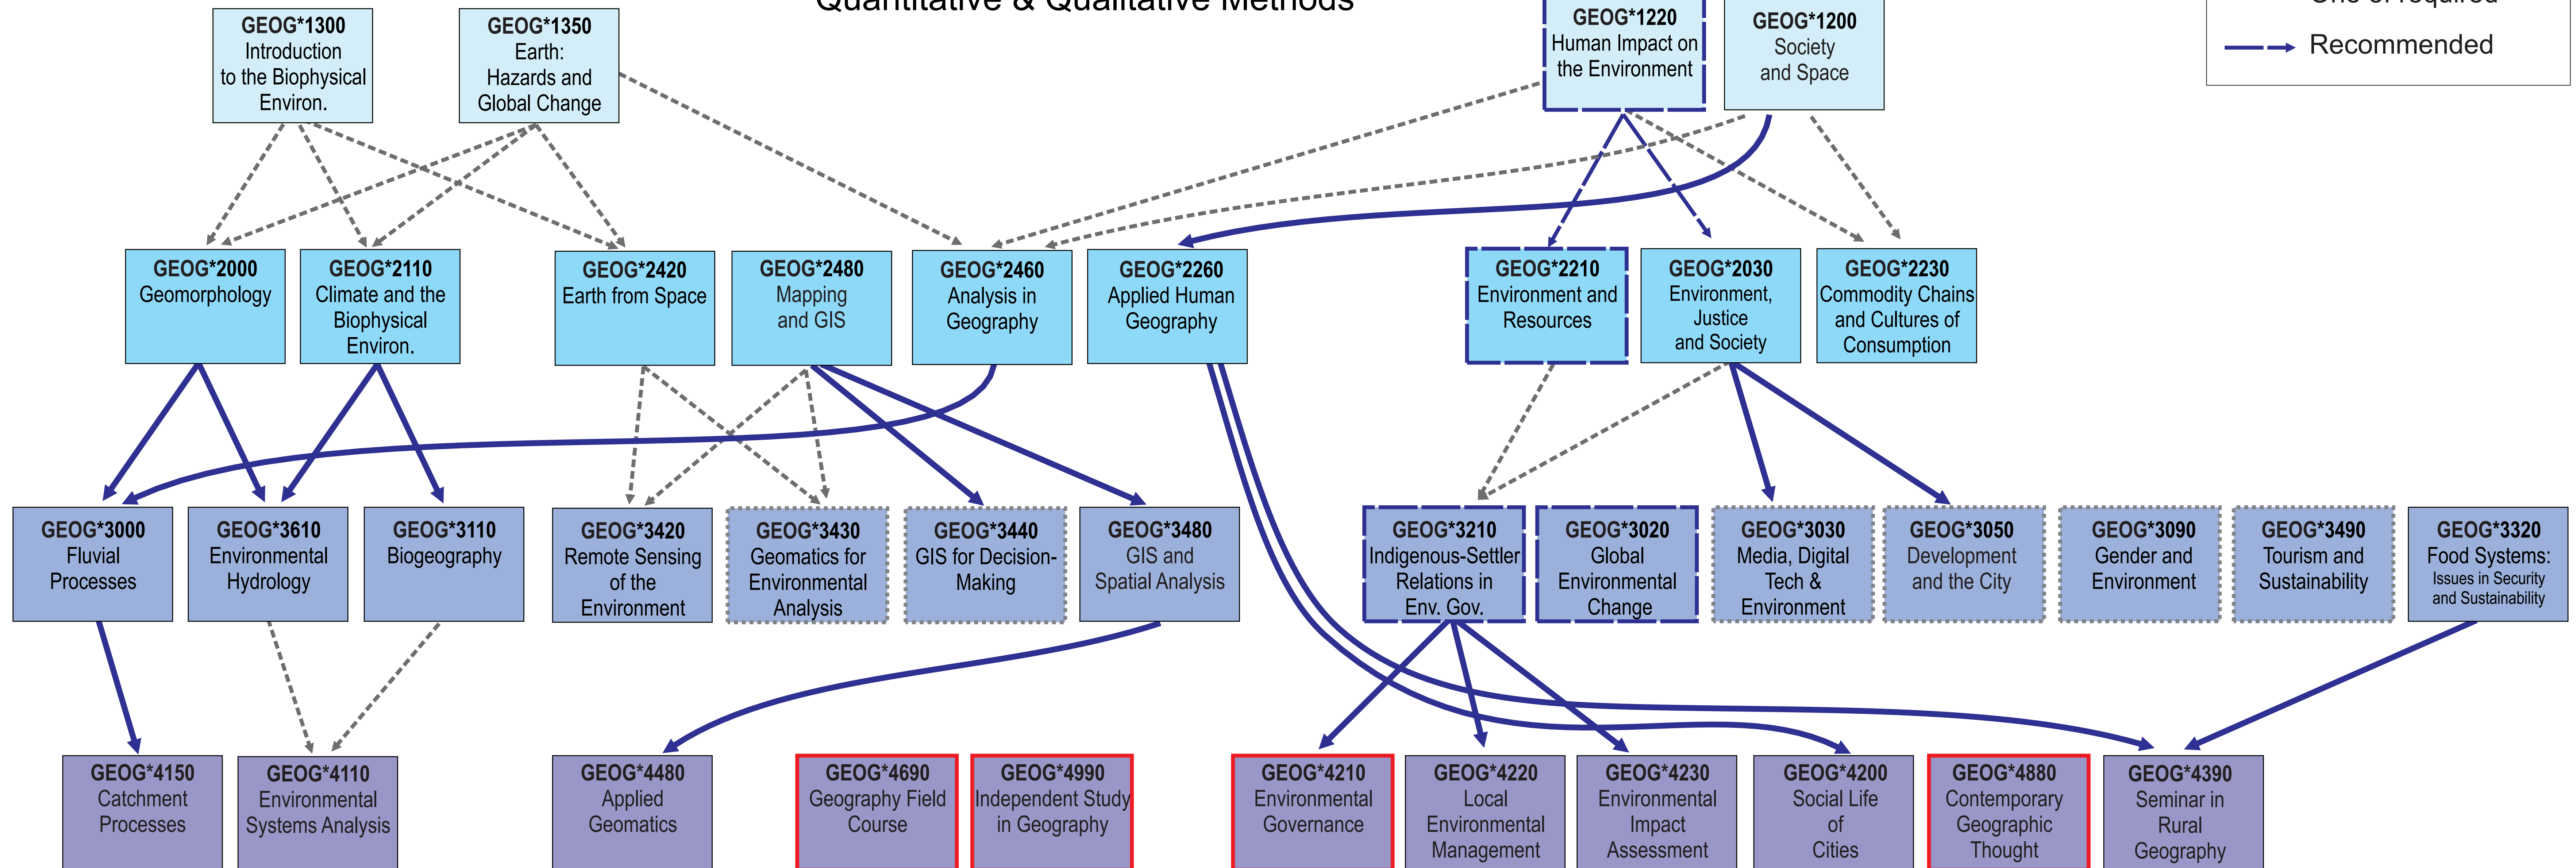 Quantitative & Qualitative Methods
One of required
Recommended
GEOG*1300
Introduction
to the Biophysical
Environ.
GEOG*1350
Earth:
Hazards and
Global Change
GEOG*1220
Human Impact on
the Environment
GEOG*1200
Society
and Space
GEOG*2000
Geomorphology
GEOG*2110
Climate and the
Biophysical
Environ.
GEOG*2420
Earth from Space
GEOG*2480
Mapping
and GIS
GEOG*2460
Analysis in
Geography
GEOG*2260
Applied Human
Geography
GEOG*2210
Environment and
Resources
GEOG*2030
Environment,
Justice
and Society
GEOG*2230
Commodity Chains
and Cultures of
Consumption
GEOG*3000
Fluvial
Processes
GEOG*3610
Environmental
Hydrology
GEOG*3110
Biogeography
GEOG*3420
Remote Sensing
of the
Environment
GEOG*3430
Geomatics for
Environmental
Analysis
GEOG*3440
GIS for Decision-
Making
GEOG*3480
GIS and
Spatial Analysis
GEOG*3210
Indigenous-Settler
Relations in
Env. Gov.
GEOG*3020
Global
Environmental
Change
GEOG*3030
Media, Digital
Tech &
Environment
GEOG*3050
Development
and the City
GEOG*3090
Gender and
Environment
GEOG*3490
Tourism and
Sustainability
GEOG*3320
Food Systems:
Issues in Security
and Sustainability
GEOG*4150
Catchment
Processes
GEOG*4110
Environmental
Systems Analysis
GEOG*4480
Applied
Geomatics
GEOG*4690
Geography Field
Course
GEOG*4990
Independent Study
in Geography
GEOG*4210
Environmental
Governance
GEOG*4220
Local
Environmental
Management
GEOG*4230
Environmental
Impact
Assessment
GEOG*4200
Social Life
of
Cities
GEOG*4880
Contemporary
Geographic
Thought
GEOG*4390
Seminar in
Rural
Geography